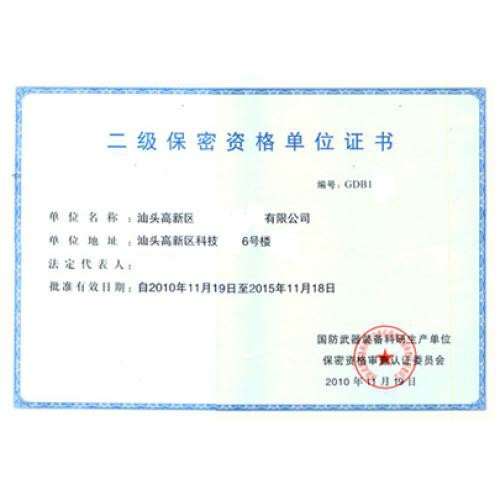 二级保密资格单位证书
编号：GDB1
单位名称：汕头高新区 有限公司
单位地址：汕头高新区科技 6号楼
法定代表人：
批准有效日期：自2010年11月19日至2015年11月18日
国防武器装备科研生产单位
保密资格审查认证委员会
2010年11月19日